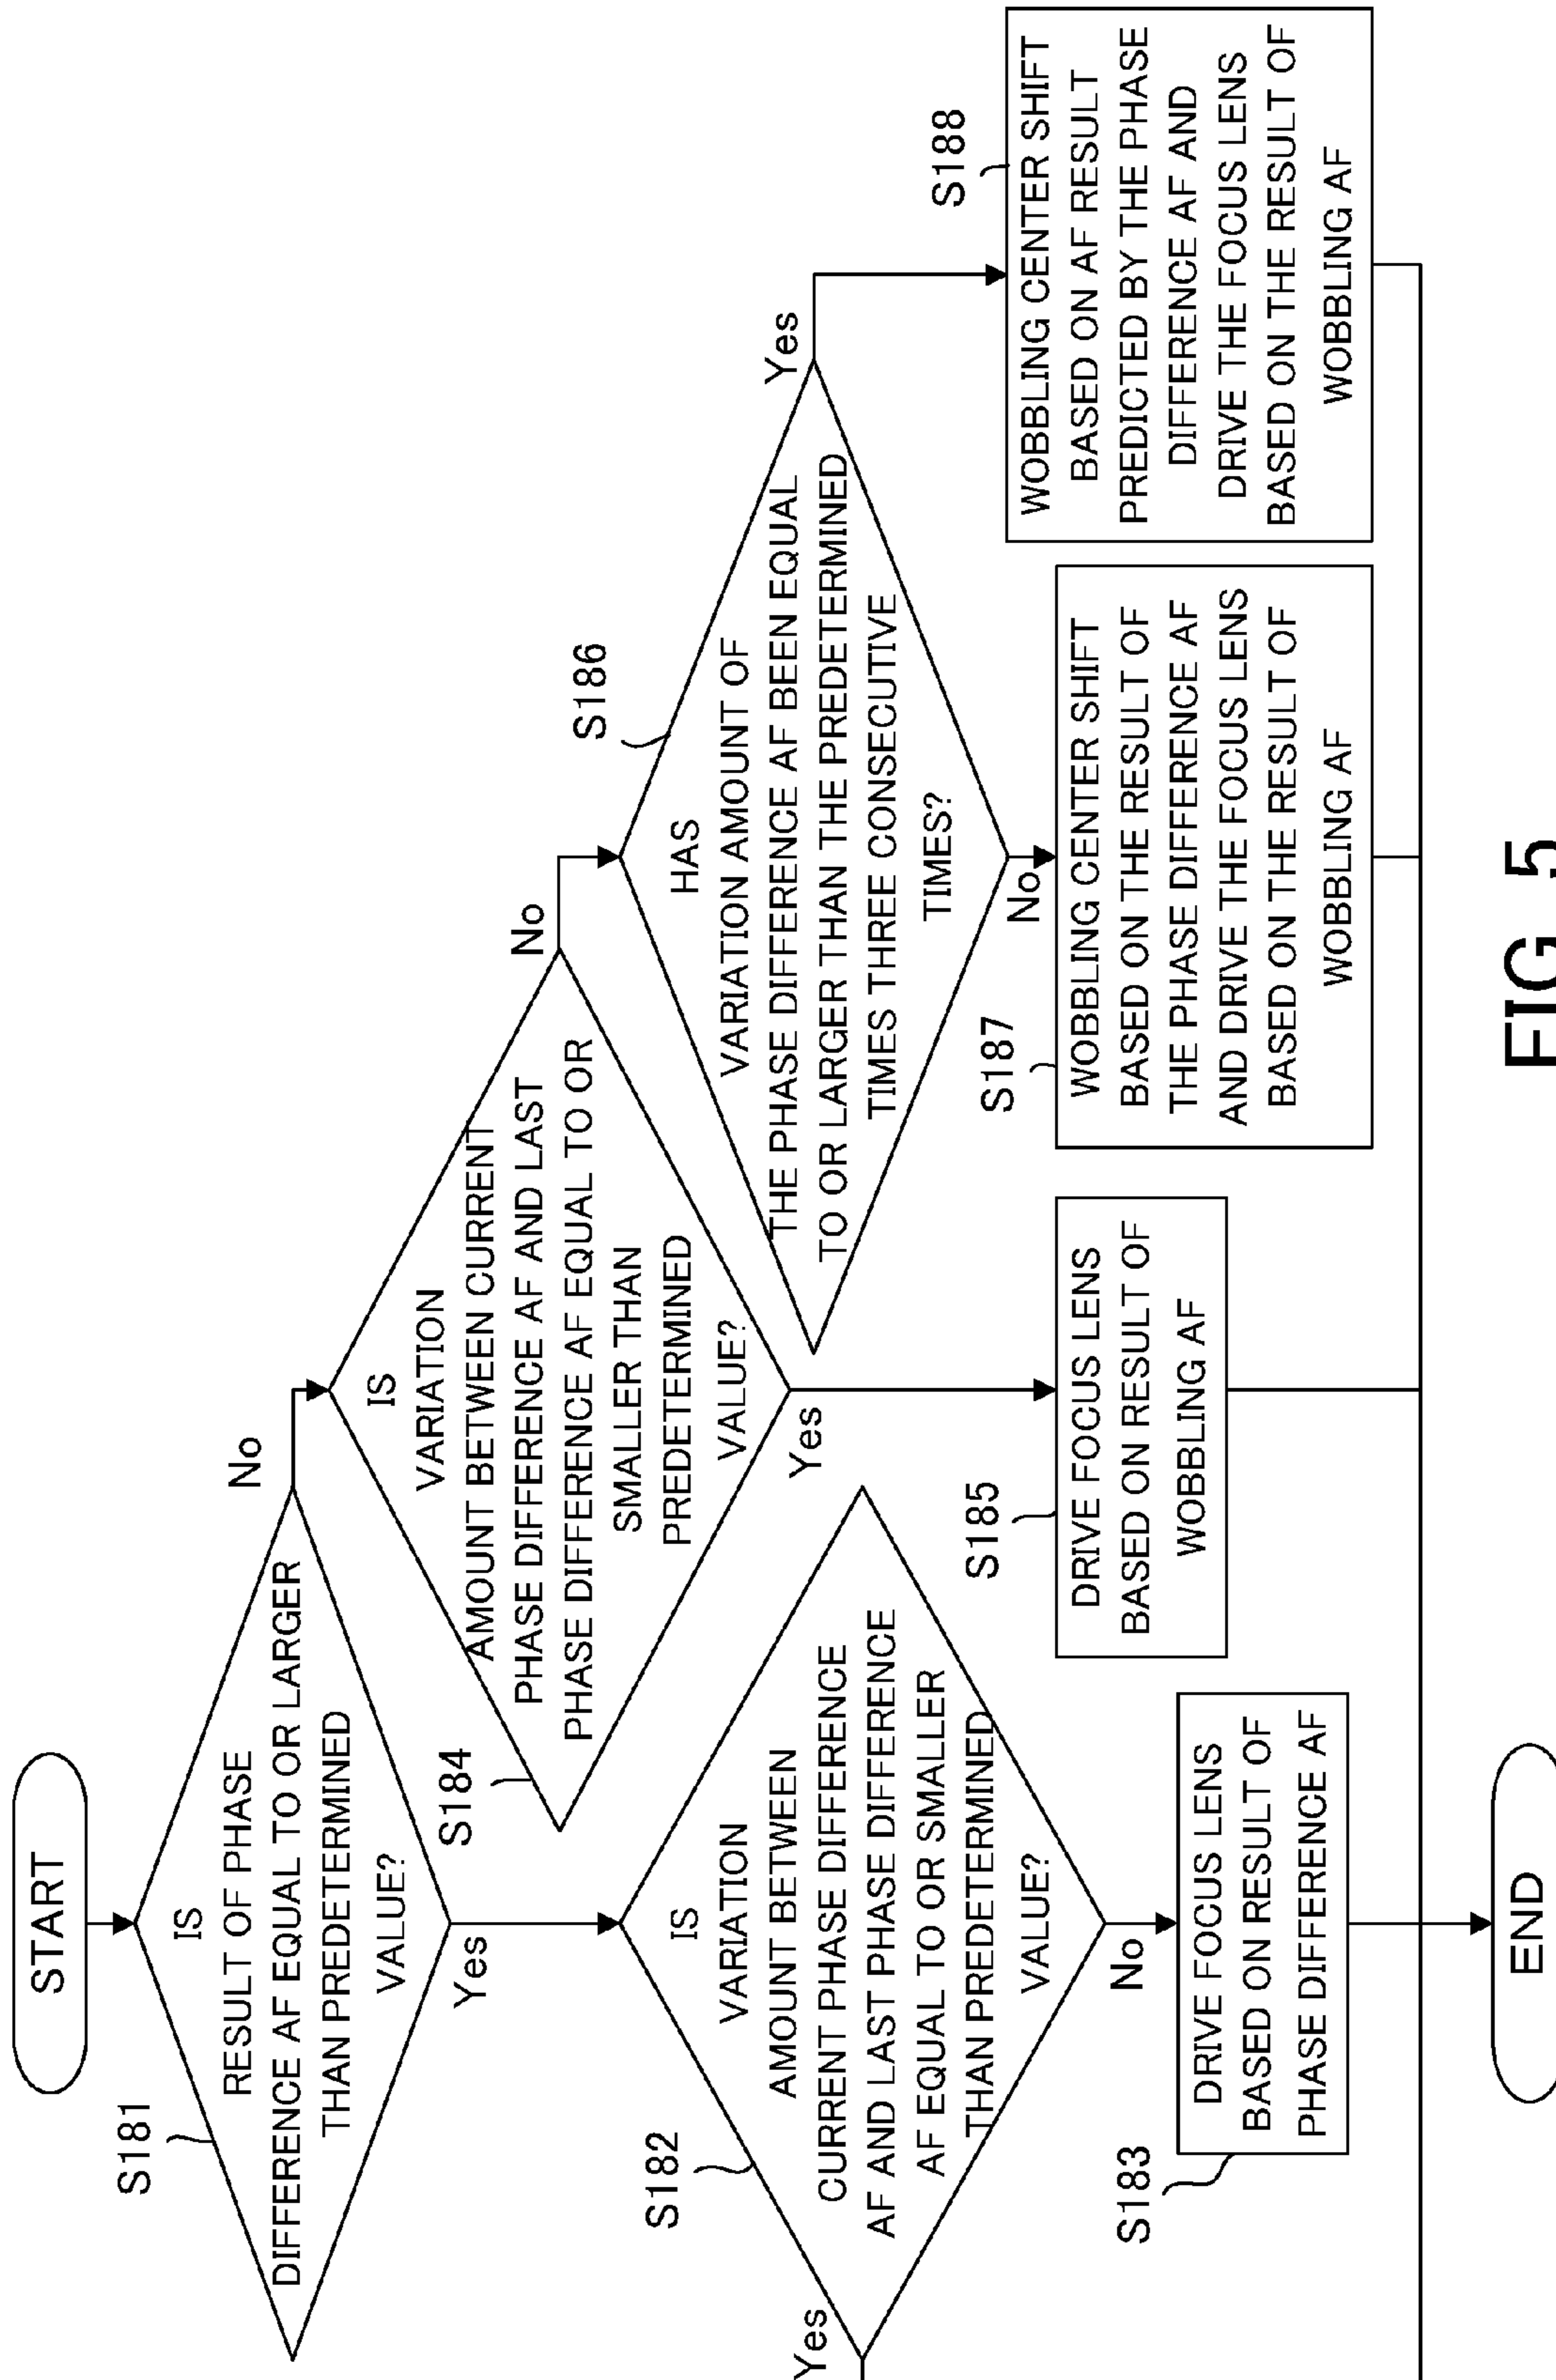 START
S181
IS
RESULT OF PHASE
DIFFERENCE AF EQUAL TO OR LARGER
THAN PREDETERMINED
VALUE?
No
Yes
S182
IS
VARIATION
AMOUNT BETWEEN
CURRENT PHASE DIFFERENCE
AF AND LAST PHASE DIFFERENCE
AF EQUAL TO OR SMALLER
THAN PREDETERMINED
VALUE?
Yes
No
S183
DRIVE FOCUS LENS
BASED ON RESULT OF
PHASE DIFFERENCE AF
S184
IS
VARIATION
AMOUNT BETWEEN CURRENT
PHASE DIFFERENCE AF AND LAST
PHASE DIFFERENCE AF EQUAL TO OR
SMALLER THAN
PREDETERMINED
VALUE?
No
Yes
S185
DRIVE FOCUS LENS
BASED ON RESULT OF
WOBBLING AF
S186
HAS
VARIATION AMOUNT OF
THE PHASE DIFFERENCE AF BEEN EQUAL
TO OR LARGER THAN THE PREDETERMINED
TIMES THREE CONSECUTIVE
TIMES?
Yes
No
S187
WOBBLING CENTER SHIFT
BASED ON THE RESULT OF
THE PHASE DIFFERENCE AF
AND DRIVE THE FOCUS LENS
BASED ON THE RESULT OF
WOBBLING AF
S188
WOBBLING CENTER SHIFT
BASED ON AF RESULT
PREDICTED BY THE PHASE
DIFFERENCE AF AND
DRIVE THE FOCUS LENS
BASED ON THE RESULT OF
WOBBLING AF
END
FIG. 5